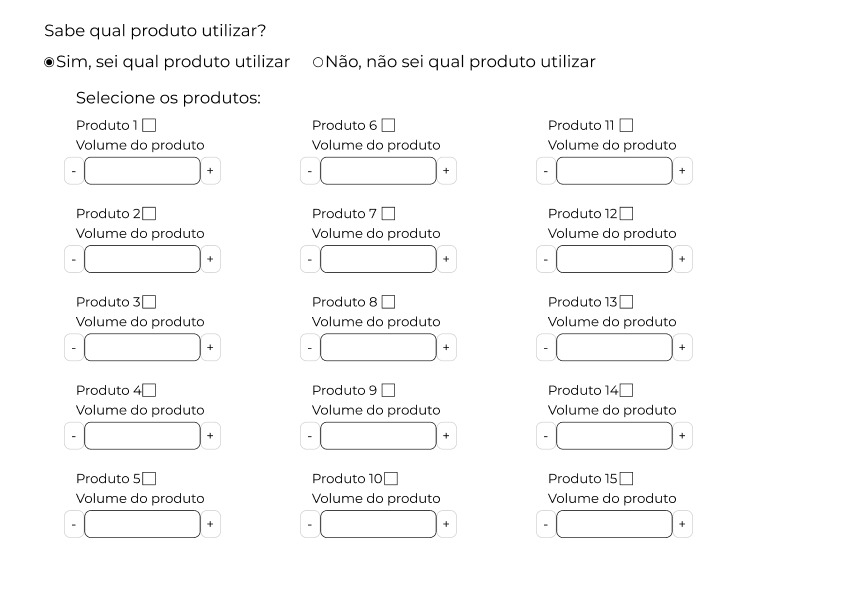 Sabe qual produto utilizar?
Sim, sei qual produto utilizar Não, não sei qual produto utilizar
Selecione os produtos:
Produto 1 Produto 6 Produto 11
Volume do produto Volume do produto Volume do produto
- + - + - +
Produto 2 Produto 7 Produto 12
Volume do produto Volume do produto Volume do produto
- + - + - +
Produto 3 Produto 8 Produto 13
Volume do produto Volume do produto Volume do produto
- + - + - +
Produto 4 Produto 9 Produto 14
Volume do produto Volume do produto Volume do produto
- + - + - +
Produto 5 Produto 10 Produto 15
Volume do produto Volume do produto Volume do produto
- + - + - +